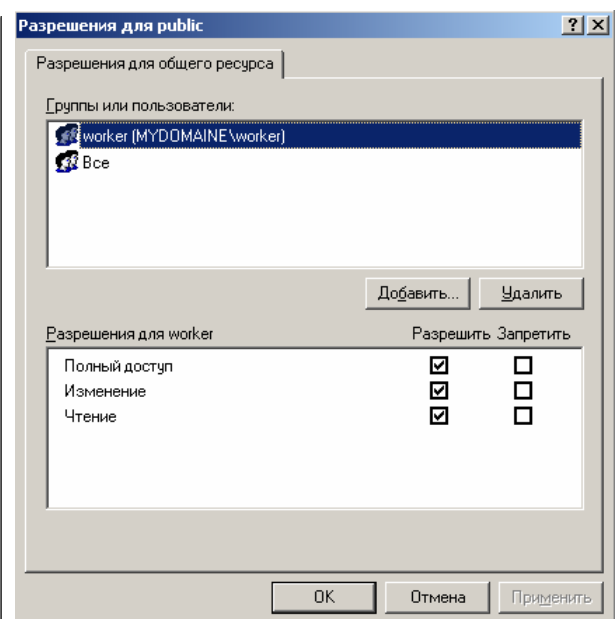 Разрешения для public
Разрешения для общего ресурса
Группы или пользователи:
worker (MYDOMAINE\worker)
Все
Добавить... Удалить
Разрешения для worker Разрешить Запретить
Полный доступ
Изменение
Чтение
OK Отмена Применить